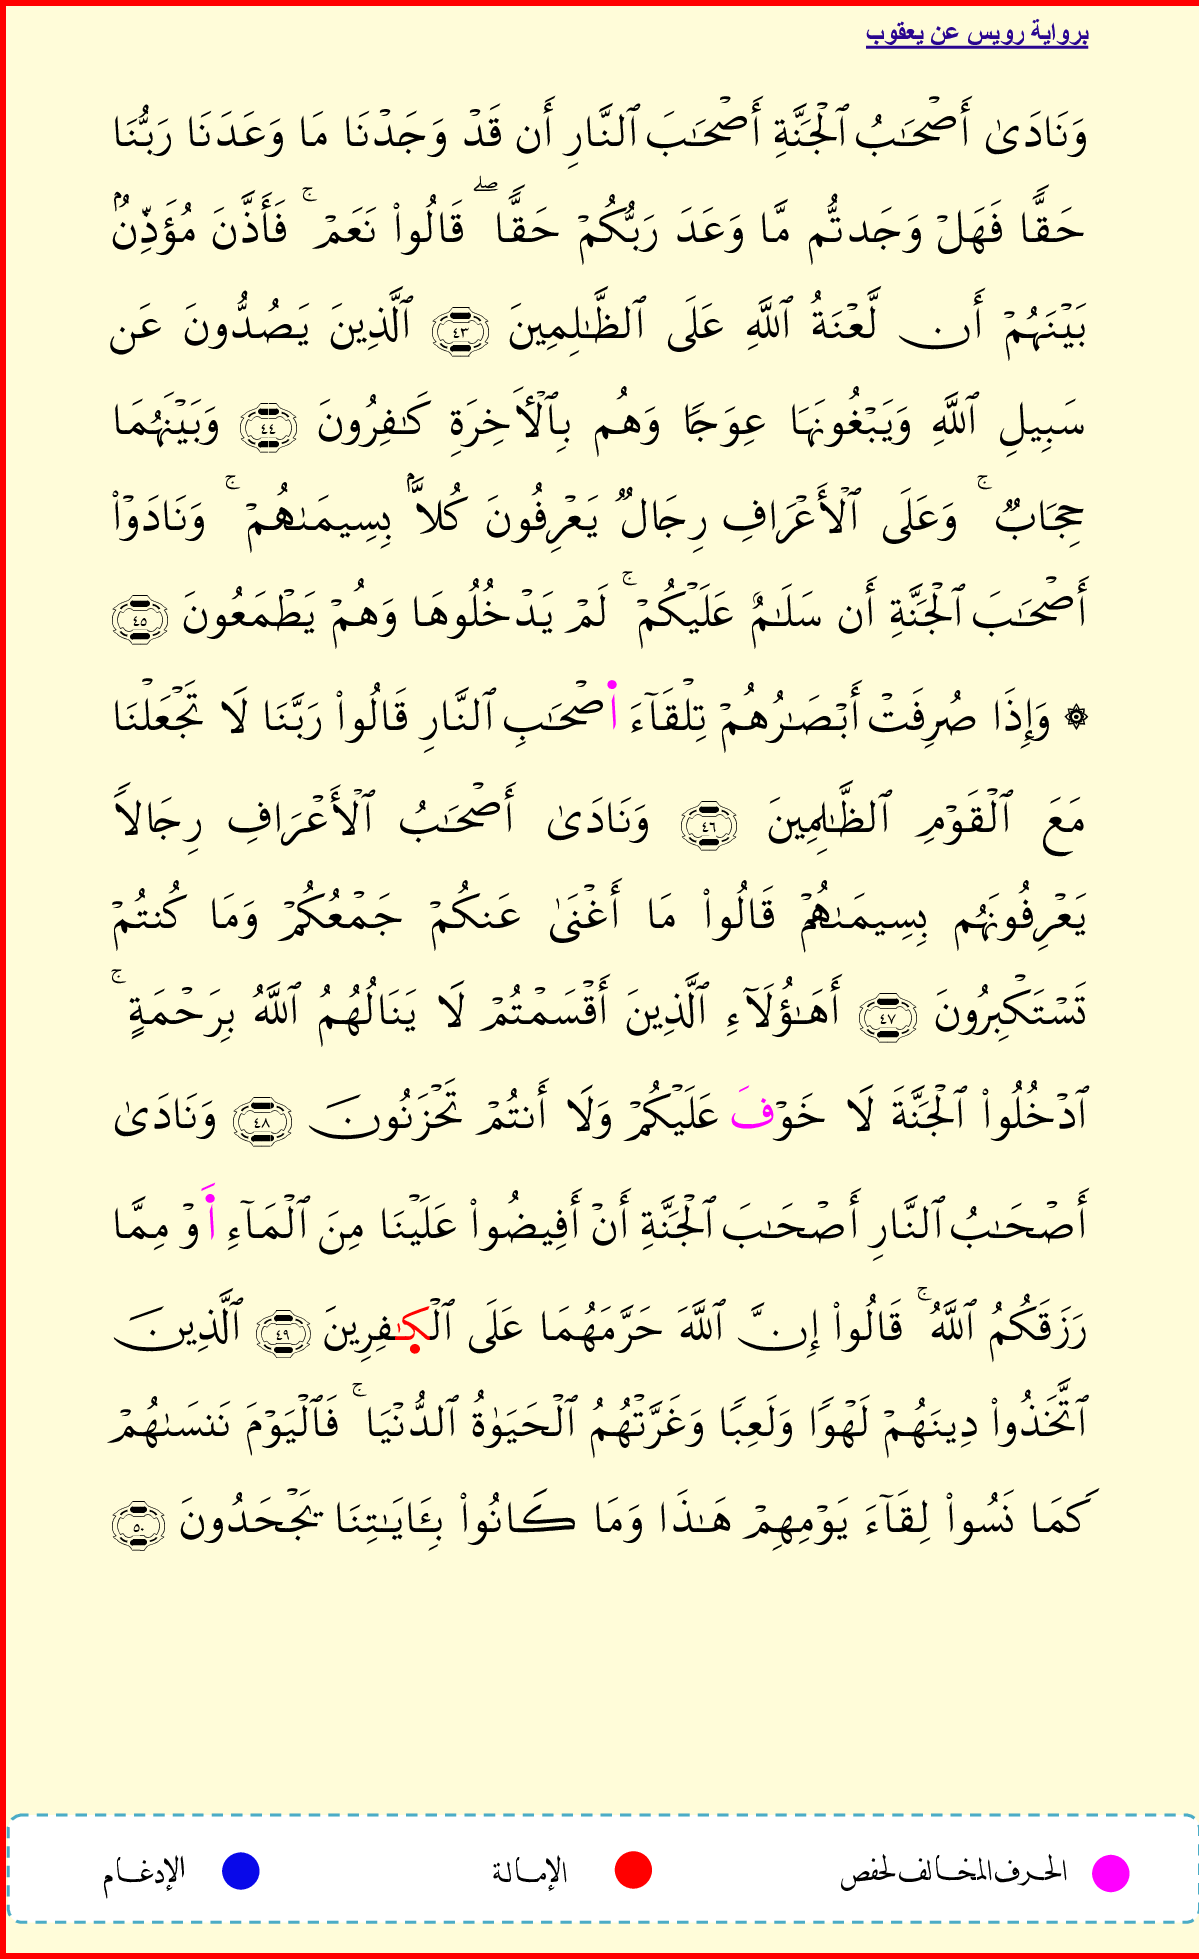 برواية رويس عن يعقوب
وَنَادَىٰ أَصْحَـٰبُ ٱلْجَنَّةِ أَصْحَـٰبَ ٱلنَّارِ أَن قَدْ وَجَدْنَا مَا وَعَدَنَا رَبُّنَا
حَقًّا فَهَلْ وَجَدتُّم مَّا وَعَدَ رَبُّكُمْ حَقًّا ۖ قَالُوا۟ نَعَمْ ۚ فَأَذَّنَ مُؤَذِّنٌۢ
بَيْنَهُمْ أَن لَّعْنَةُ ٱللَّهِ عَلَى ٱلظَّـٰلِمِينَ ٤٣ ٱلَّذِينَ يَصُدُّونَ عَن
سَبِيلِ ٱللَّهِ وَيَبْغُونَهَا عِوَجًا وَهُم بِٱلْأَخِرَةِ كَـٰفِرُونَ ٤٤ وَبَيْنَهُمَا
حِجَابٌ ۚ وَعَلَى ٱلْأَعْرَافِ رِجَالٌ يَعْرِفُونَ كُلاًّۢ بِسِيمَىٰهُمْ ۚ وَنَادَوْا۟
أَصْحَـٰبَ ٱلْجَنَّةِ أَن سَلَـٰمٌ عَلَيْكُمْ ۚ لَمْ يَدْخُلُوهَا وَهُمْ يَطْمَعُونَ ٤٥
۞ وَإِذَا صُرِفَتْ أَبْصَـٰرُهُمْ تِلْقَآءَ ا۬صْحَـٰبِ ٱلنَّارِ قَالُوا۟ رَبَّنَا لَا تَجْعَلْنَا
مَعَ ٱلْقَوْمِ ٱلظَّـٰلِمِينَ ٤٦ وَنَادَىٰ أَصْحَـٰبُ ٱلْأَعْرَافِ رِجَالاً
يَعْرِفُونَهُم بِسِيمَىٰهُمْ قَالُوا۟ مَا أَغْنَىٰ عَنكُمْ جَمْعُكُمْ وَمَا كُنتُمْ
تَسْتَكْبِرُونَ ٤٧ أَهَـٰؤُلَآءِ ٱلَّذِينَ أَقْسَمْتُمْ لَا يَنَالُهُمُ ٱللَّهُ بِرَحْمَةٍ ۚ
ٱدْخُلُوا۟ ٱلْجَنَّةَ لَا خَوْفَ عَلَيْكُمْ وَلَا أَنتُمْ تَحْزَنُونَ ٤٨ وَنَادَىٰ
أَصْحَـٰبُ ٱلنَّارِ أَصْحَـٰبَ ٱلْجَنَّةِ أَنْ أَفِيضُوا۟ عَلَيْنَا مِنَ ٱلْمَآءِ اَ۬وْ مِمَّا
رَزَقَكُمُ ٱللَّهُ ۚ قَالُوا۟ إِنَّ ٱللَّهَ حَرَّمَهُمَا عَلَى ٱلْكَـٰفِرِينَ ٤٩ ٱلَّذِينَ
ٱتَّخَذُوا۟ دِينَهُمْ لَهْوًا وَلَعِبًا وَغَرَّتْهُمُ ٱلْحَيَوٰةُ ٱلدُّنْيَا ۚ فَٱلْيَوْمَ نَنسَىٰهُمْ
كَمَا نَسُوا۟ لِقَآءَ يَوْمِهِمْ هَـٰذَا وَمَا كَانُوا۟ بِـَٔايَـٰتِنَا يَجْحَدُونَ ٥٠
الحرف المخالف لحفص الإمالة الإدغام